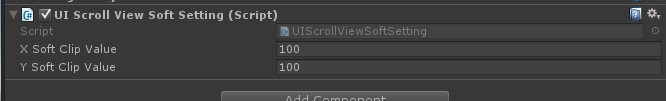 UI Scroll View Soft Setting (Script)
Script UIScrollViewSoftSetting
X Soft Clip Value 100
Y Soft Clip Value 100
Add Component